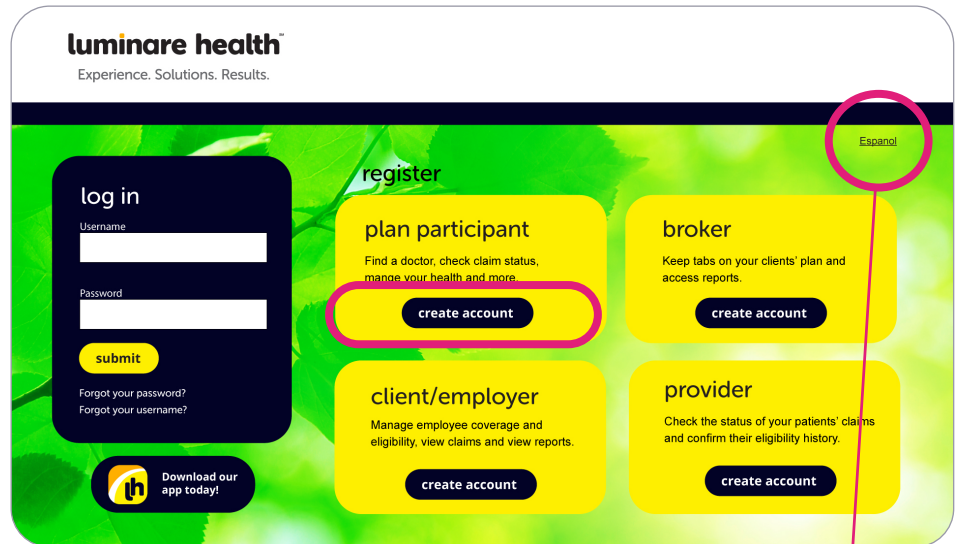 luminare health™
Experience. Solutions. Results.
Espanol
log in
Username
Password
submit
Forgot your password?
Forgot your username?
lh
Download our
app today!
register
plan participant
Find a doctor, check claim status,
mange your health and more.
create account
broker
Keep tabs on your clients' plan and
access reports.
create account
client/employer
Manage employee coverage and
eligibility, view claims and view reports.
create account
provider
Check the status of your patients' claims
and confirm their eligibility history.
create account